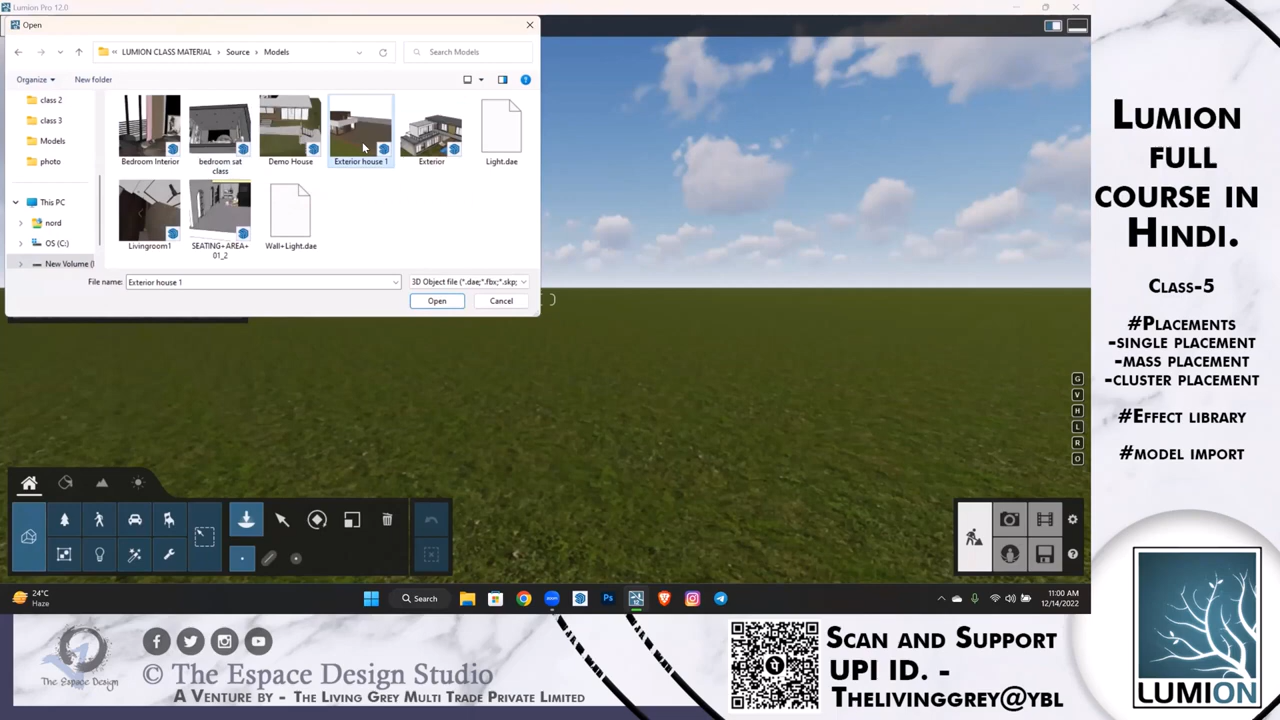 Lumion Pro 12.0
Open
« LUMION CLASS MATERIAL › Source › Models
Search Models
Organize
New folder
class 2
class 3
Models
photo
This PC
nord
OS (C:)
New Volume (
Bedroom Interior
bedroom sat class
Demo House
Exterior house 1
Exterior
Light.dae
Livingroom1
SEATING+AREA+01_2
Wall+Light.dae
File name:
Exterior house 1
3D Object file (*.dae;*.fbx;*.skp;
Open
Cancel
G
V
H
L
R
O
24°C
Haze
Search
Ps
11:00 AM
12/14/2022
Lumion
full
course in
Hindi.
Class-5
#Placements
-single placement
-mass placement
-cluster placement
#Effect library
#model import
The Espace Design
© The Espace Design Studio
A Venture by - The Living Grey Multi Trade Private Limited
Scan and Support
UPI ID. -
Thelivinggrey@ybl
LUMION